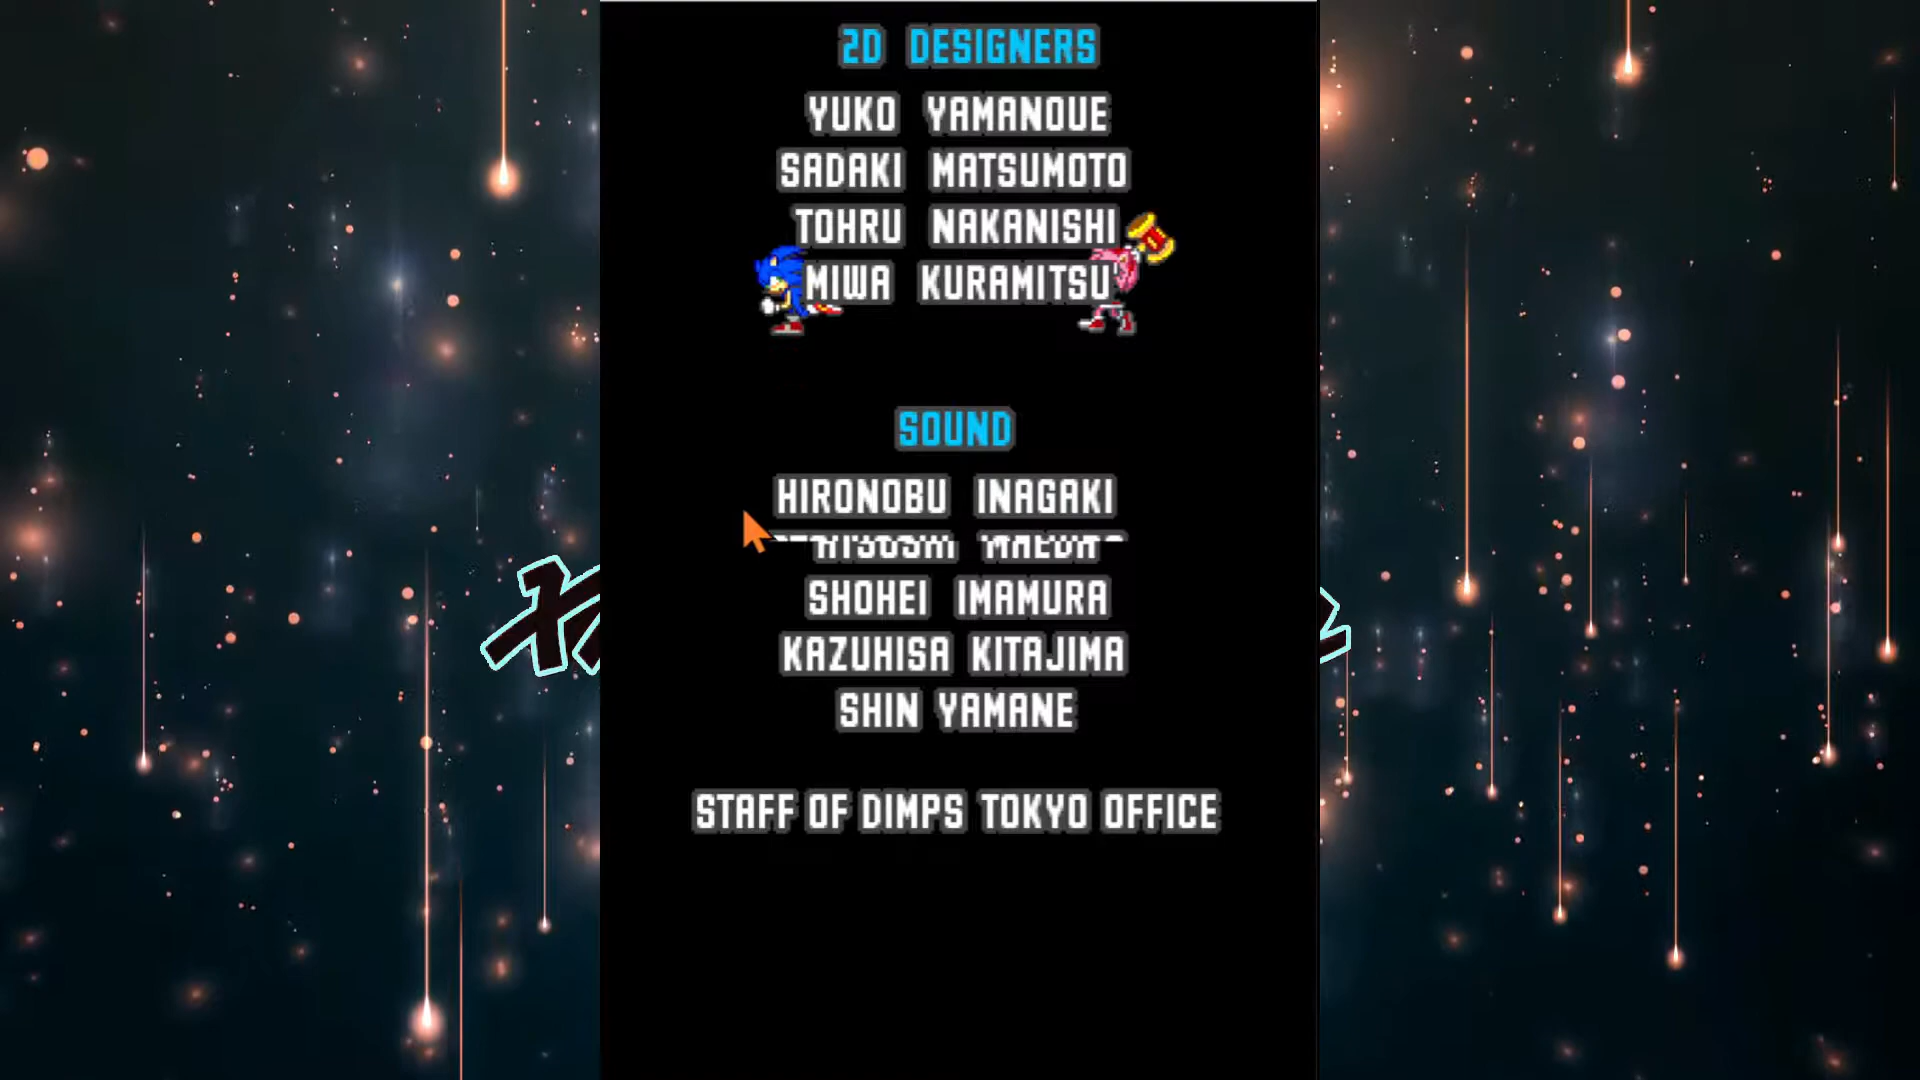 2D DESIGNERS
YUKO YAMANOUE
SADAKI MATSUMOTO
TOHRU NAKANISHI
MIWA KURAMITSU
SOUND
HIRONOBU INAGAKI
SHOHEI IMAMURA
KAZUHISA KITAJIMA
SHIN YAMANE
STAFF OF DIMPS TOKYO OFFICE